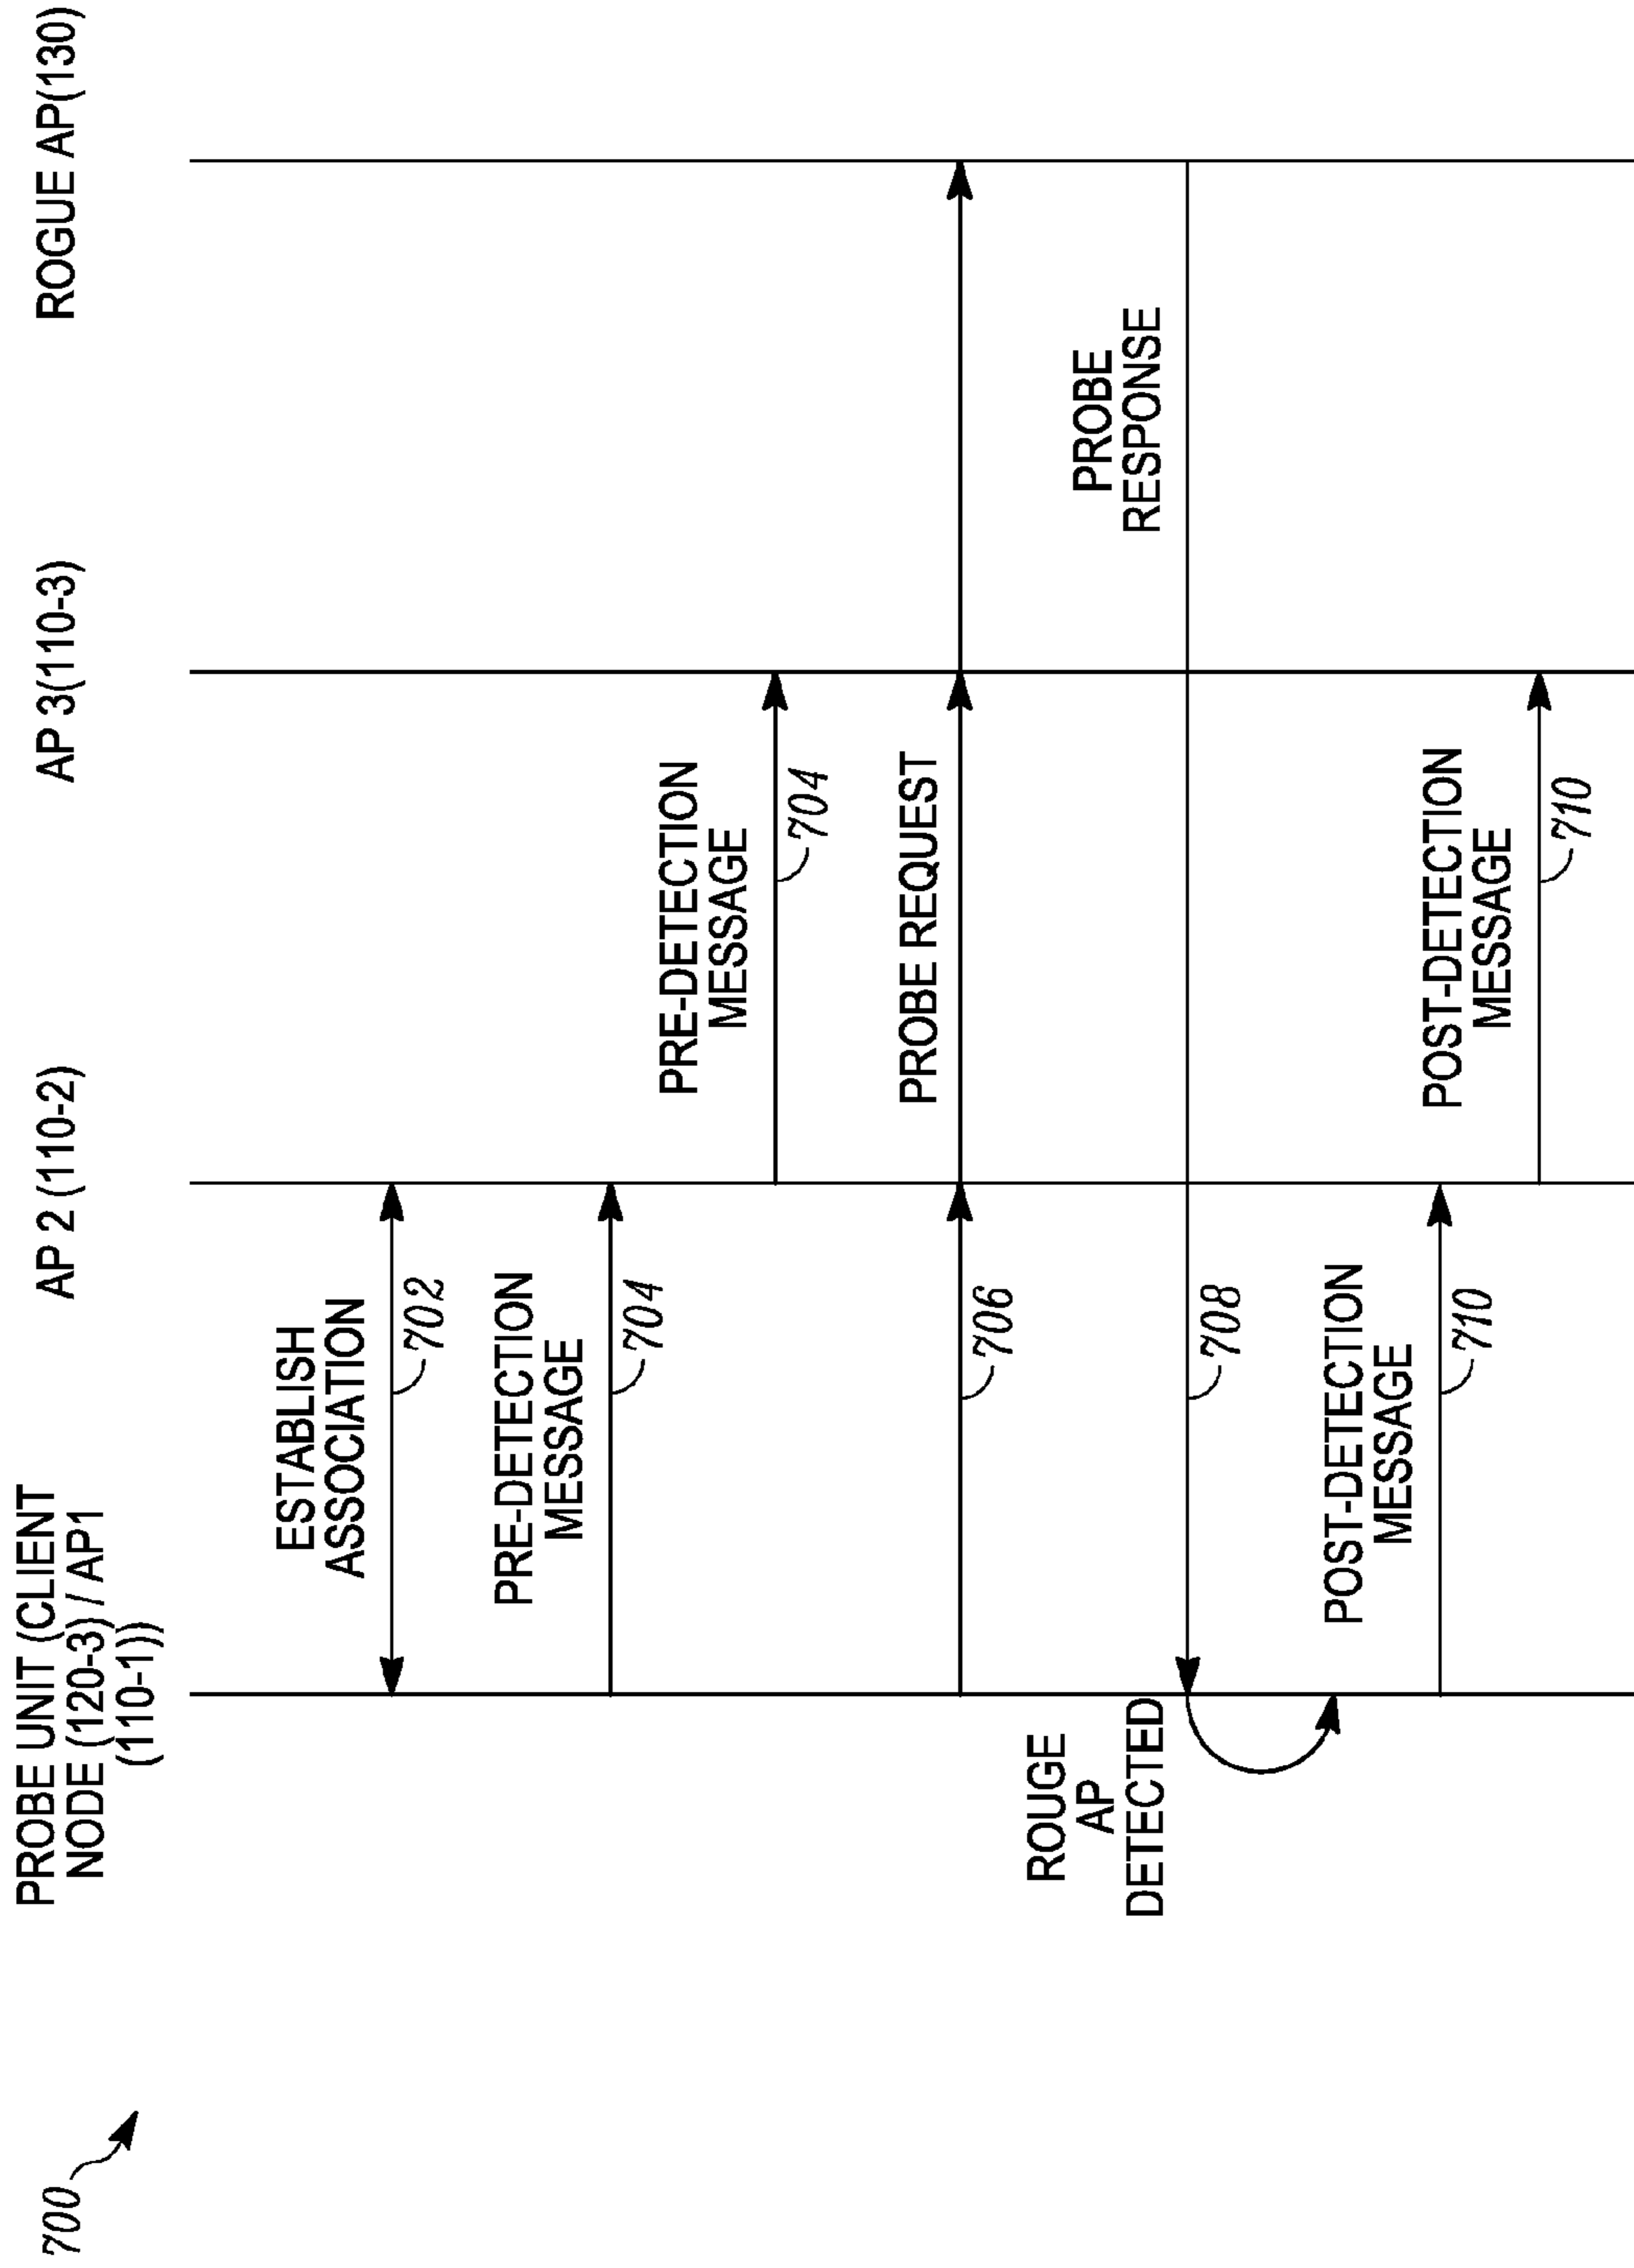 700
PROBE UNIT (CLIENT
NODE (120-3) / AP1
(110-1))
AP 2 (110-2)
AP 3(110-3)
ROGUE AP(130)
ESTABLISH
ASSOCIATION
702
PRE-DETECTION
MESSAGE
704
PRE-DETECTION
MESSAGE
704
PROBE REQUEST
706
PROBE
RESPONSE
708
ROUGE
AP
DETECTED
POST-DETECTION
MESSAGE
710
POST-DETECTION
MESSAGE
710